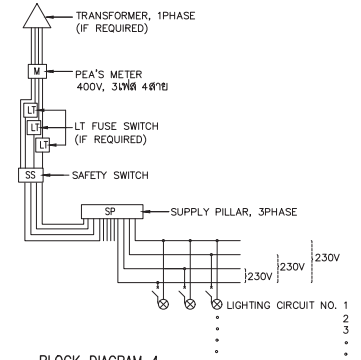 TRANSFORMER, 1PHASE
(IF REQUIRED)
M
PEA'S METER
400V, 3เฟส 4สาย
LT
LT
LT
LT FUSE SWITCH
(IF REQUIRED)
SS
SAFETY SWITCH
SP
SUPPLY PILLAR, 3PHASE
230V
230V
230V
LIGHTING CIRCUIT NO. 1
2
3
BLOCK DIAGRAM 4